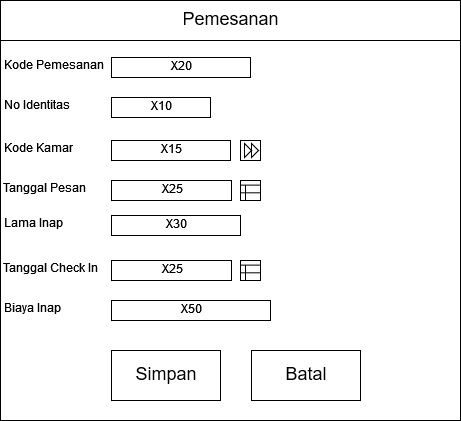 Pemesanan
Kode Pemesanan X20
No Identitas X10
Kode Kamar X15
Tanggal Pesan X25
Lama Inap X30
Tanggal Check In X25
Biaya Inap X50
Simpan Batal